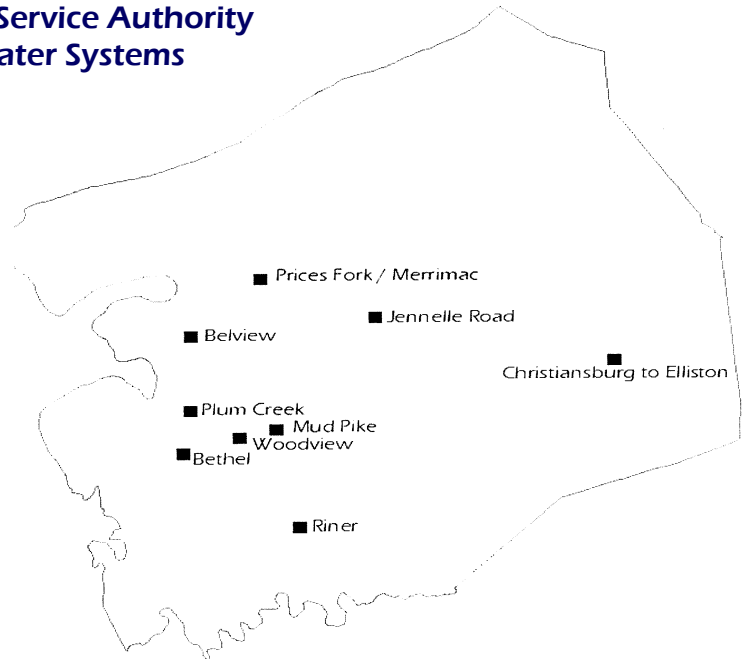 Service Authority
ater Systems
Prices Fork / Merrimac
Jennelle Road
Belview
Christiansburg to Elliston
Plum Creek
Mud Pike
Woodview
Bethel
Riner